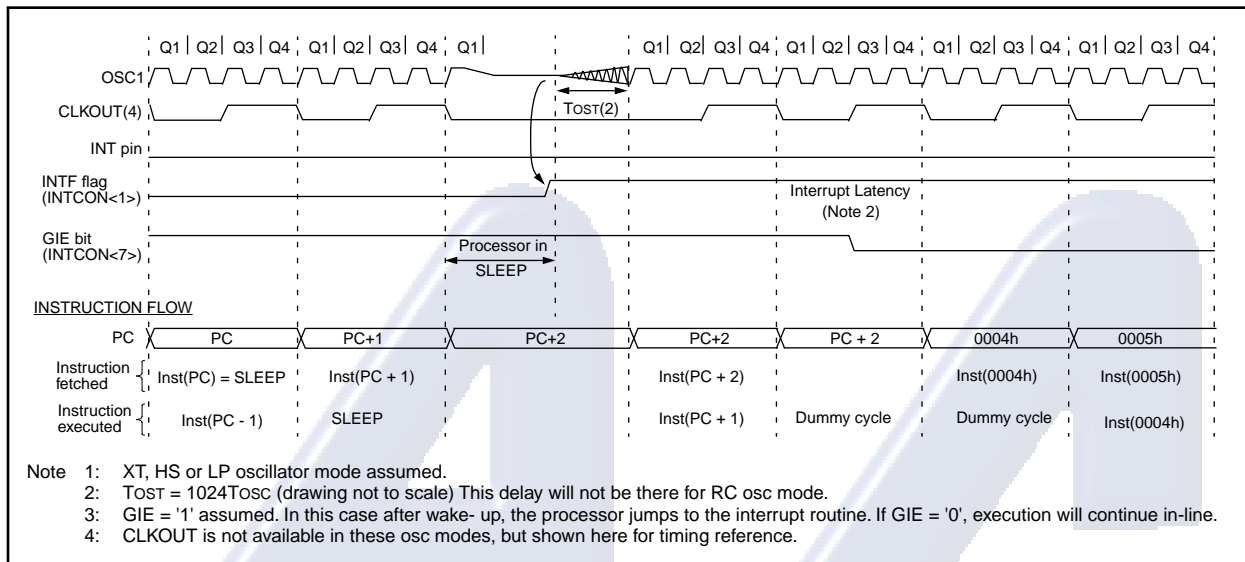 Q1 Q2 Q3 Q4 Q1 Q2 Q3 Q4 Q1 Q1 Q2 Q3 Q4 Q1 Q2 Q3 Q4 Q1 Q2 Q3 Q4 Q1 Q2 Q3 Q4
OSC1
TOST(2)
CLKOUT(4)
INT pin
INTF flag
(INTCON<1>)
Interrupt Latency
(Note 2)
GIE bit
(INTCON<7>)
Processor in
SLEEP
INSTRUCTION FLOW
PC PC PC+1 PC+2 PC+2 PC + 2 0004h 0005h
Instruction
fetched
Inst(PC) = SLEEP Inst(PC + 1) Inst(PC + 2) Inst(0004h) Inst(0005h)
Instruction
executed
Inst(PC - 1) SLEEP Inst(PC + 1) Dummy cycle Dummy cycle Inst(0004h)
Note 1: XT, HS or LP oscillator mode assumed.
2: TOST = 1024TOSC (drawing not to scale) This delay will not be there for RC osc mode.
3: GIE = '1' assumed. In this case after wake- up, the processor jumps to the interrupt routine. If GIE = '0', execution will continue in-line.
4: CLKOUT is not available in these osc modes, but shown here for timing reference.